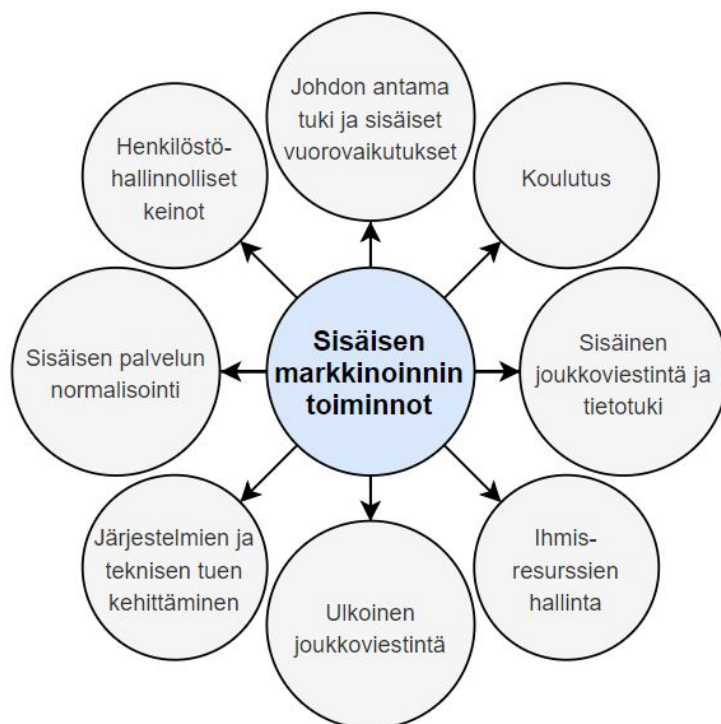 Johdon antama
tuki ja sisäiset
vuorovaikutukset
Koulutus
Sisäinen
joukkoviestintä ja
tietotuki
Ihmis-
resurssien
hallinta
Ulkoinen
joukkoviestintä
Järjestelmien ja
teknisen tuen
kehittäminen
Sisäisen palvelun
normalisointi
Henkilöstö-
hallinnolliset
keinot
Sisäisen
markkinoinnin
toiminnot